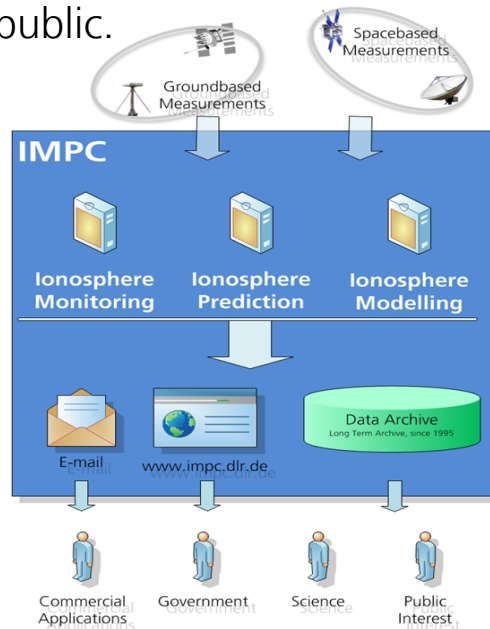 public.
Groundbased
Measurements
Spacebased
Measurements
IMPC
Ionosphere
Monitoring
Ionosphere
Prediction
Ionosphere
Modelling
E-mail
www.impc.dlr.de
Data Archive
Long Term Archive, since 1995
Commercial
Applications
Government
Science
Public
Interest